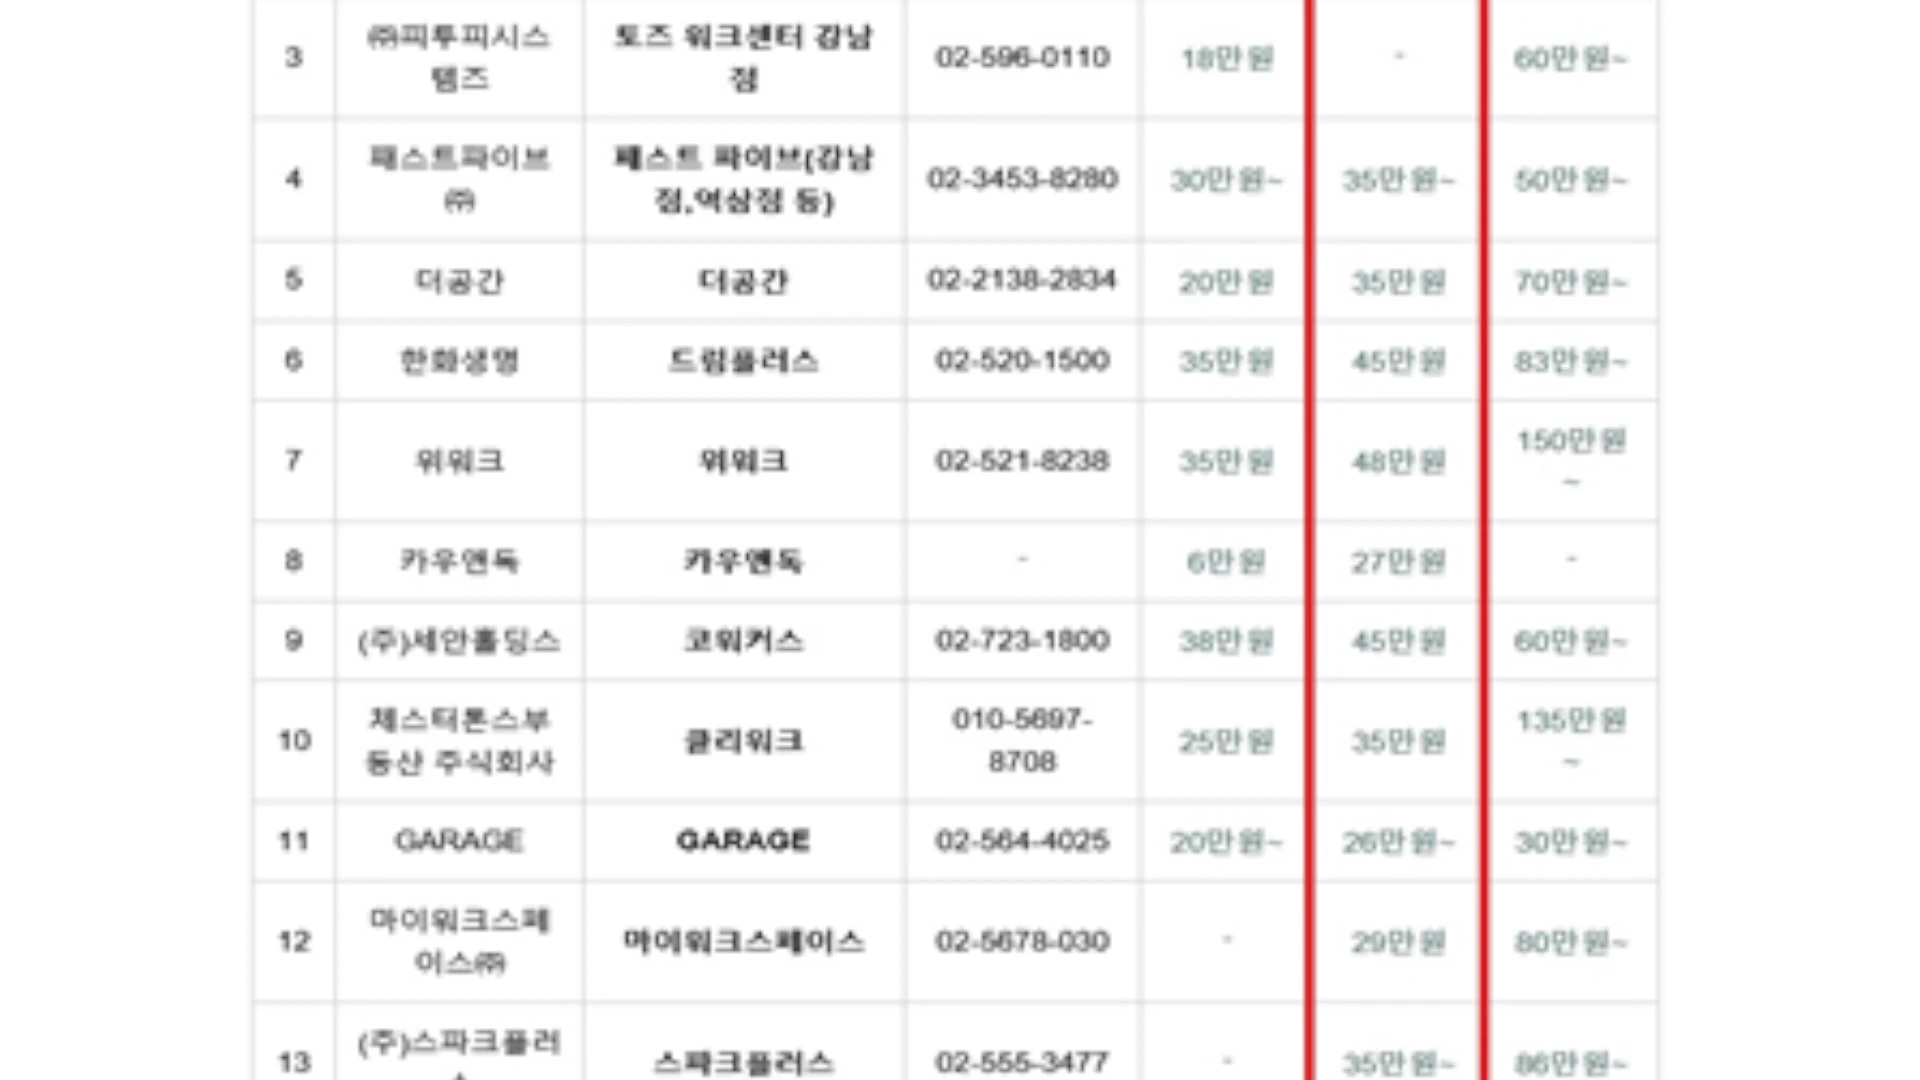 3 ㈜피투피시스템즈 토즈 워크센터 강남점 02-596-0110 18만원 - 60만원~
4 패스트파이브㈜ 패스트 파이브(강남점,역삼점 등) 02-3453-8280 30만원~ 35만원~ 50만원~
5 더공간 더공간 02-2138-2834 20만원 35만원 70만원~
6 한화생명 드림플러스 02-520-1500 35만원 45만원 83만원~
7 위워크 위워크 02-521-8238 35만원 48만원 150만원~
8 카우앤독 카우앤독 - 6만원 27만원 -
9 (주)세안홀딩스 코워커스 02-723-1800 38만원 45만원 60만원~
10 체스터톤스부동산 주식회사 클리워크 010-5697-8708 25만원 35만원 135만원~
11 GARAGE GARAGE 02-564-4025 20만원~ 26만원~ 30만원~
12 마이워크스페이스㈜ 마이워크스페이스 02-5678-030 - 29만원 80만원~
13 (주)스파크플러 스파크플러스 02-555-3477 - 35만원~ 86만원~